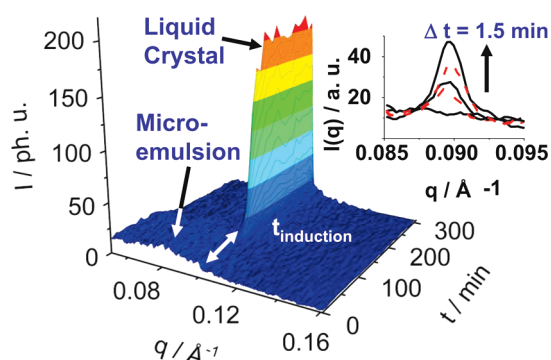 200
150
100
50
0
I / ph. u.
Liquid
Crystal
Micro-
emulsion
t induction
0.08
0.12
0.16
q / Å-1
0
100
200
300
t / min
Δ t = 1.5 min
40
20
I(q) / a. u.
0.085 0.090 0.095
q / Å -1